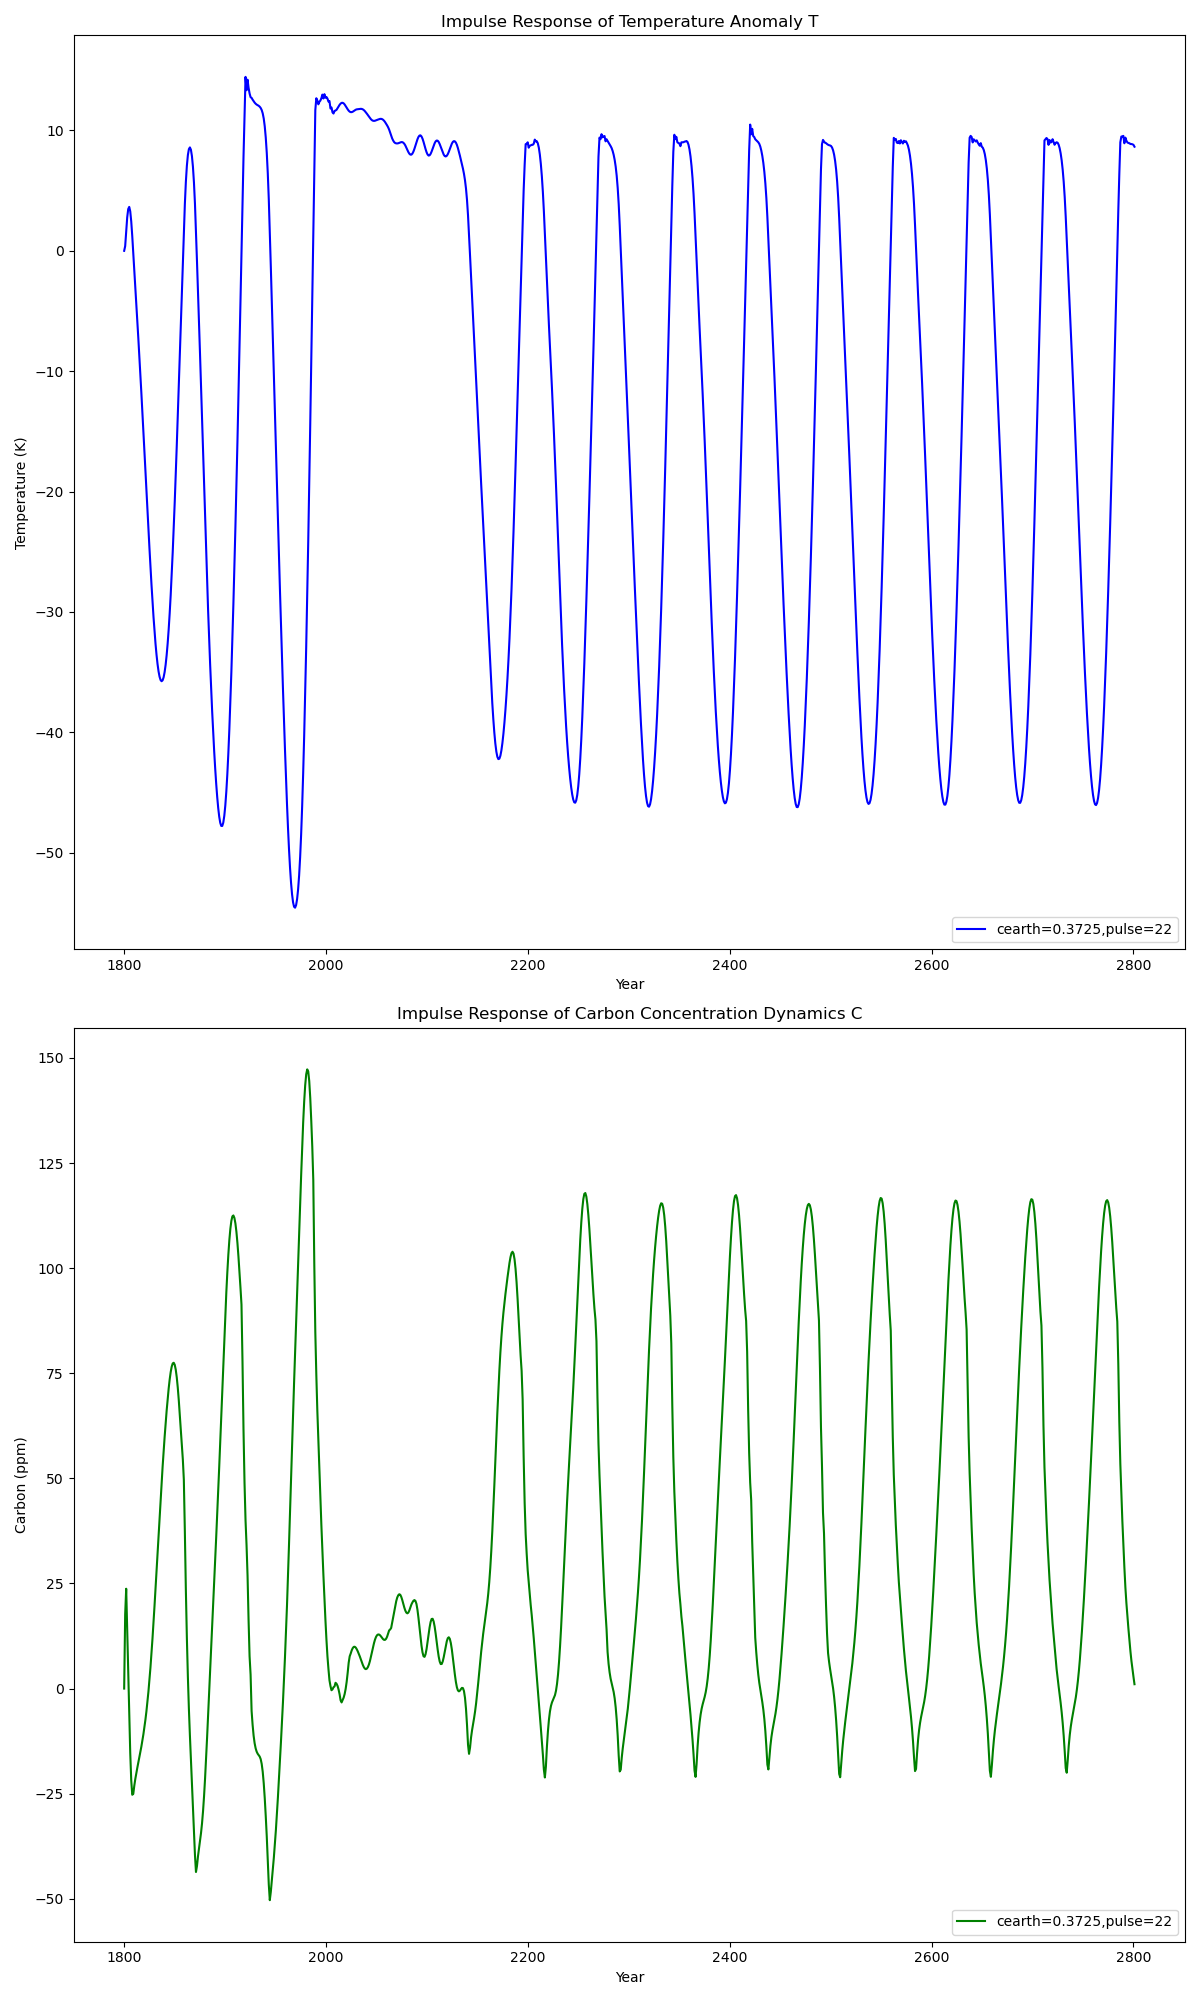 Impulse Response of Temperature Anomaly T
10
0
−10
−20
−30
−40
−50
Temperature (K)
cearth=0.3725,pulse=22
1800 2000 2200 2400 2600 2800
Year
Impulse Response of Carbon Concentration Dynamics C
150
125
100
75
50
25
0
−25
−50
Carbon (ppm)
cearth=0.3725,pulse=22
1800 2000 2200 2400 2600 2800
Year